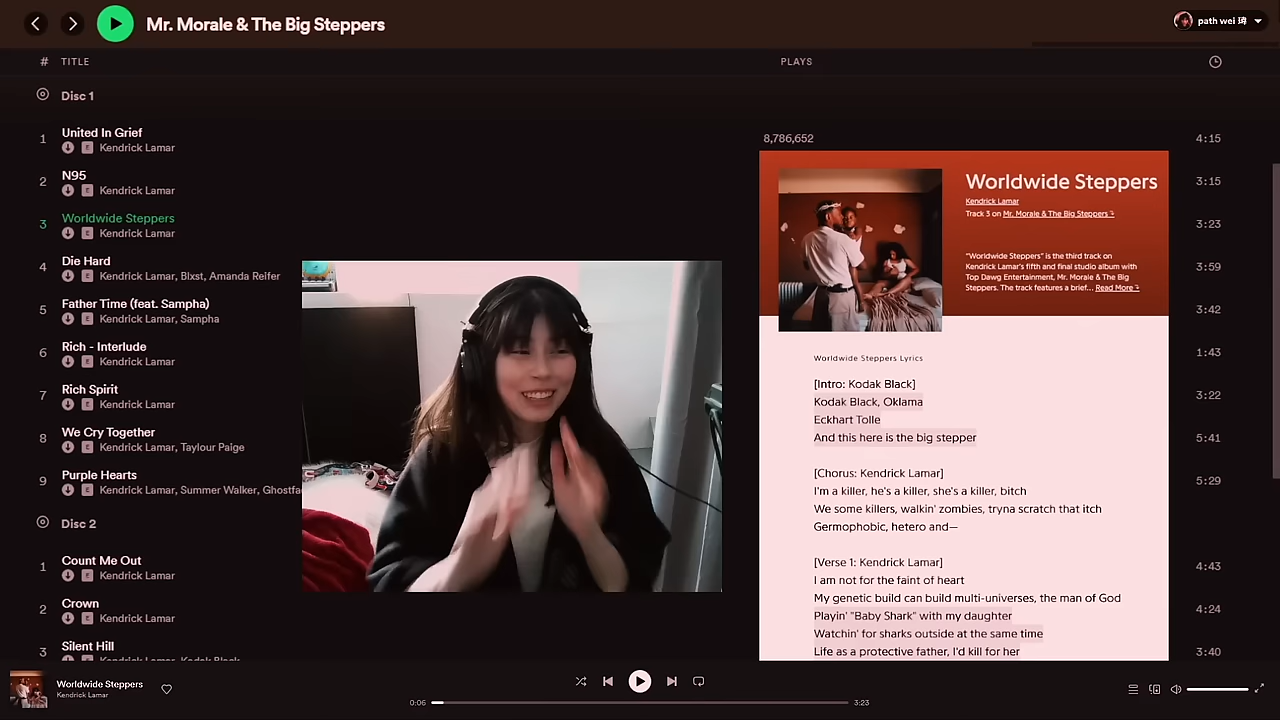 Mr. Morale & The Big Steppers
path wei 瑋
# TITLE
PLAYS
Disc 1
1
United In Grief
E Kendrick Lamar
8,786,652
4:15
2
N95
E Kendrick Lamar
3:15
3
Worldwide Steppers
E Kendrick Lamar
3:23
4
Die Hard
E Kendrick Lamar, Blxst, Amanda Reifer
3:59
5
Father Time (feat. Sampha)
E Kendrick Lamar, Sampha
3:42
6
Rich - Interlude
E Kendrick Lamar
1:43
7
Rich Spirit
E Kendrick Lamar
3:22
8
We Cry Together
E Kendrick Lamar, Taylour Paige
5:41
9
Purple Hearts
E Kendrick Lamar, Summer Walker, Ghostfa
5:29
Disc 2
1
Count Me Out
E Kendrick Lamar
4:43
2
Crown
E Kendrick Lamar
4:24
3
Silent Hill
E Kendrick Lamar, Kodak Black
3:40
Worldwide Steppers
Kendrick Lamar
Track 3 on Mr. Morale & The Big Steppers
"Worldwide Steppers" is the third track on
Kendrick Lamar's fifth and final studio album with
Top Dawg Entertainment, Mr. Morale & The Big
Steppers. The track features a brief... Read More
Worldwide Steppers Lyrics
[Intro: Kodak Black]
Kodak Black, Oklama
Eckhart Tolle
And this here is the big stepper
[Chorus: Kendrick Lamar]
I'm a killer, he's a killer, she's a killer, bitch
We some killers, walkin' zombies, tryna scratch that itch
Germophobic, hetero and—
[Verse 1: Kendrick Lamar]
I am not for the faint of heart
My genetic build can build multi-universes, the man of God
Playin' "Baby Shark" with my daughter
Watchin' for sharks outside at the same time
Life as a protective father, I'd kill for her
Worldwide Steppers
Kendrick Lamar
0:06
3:23